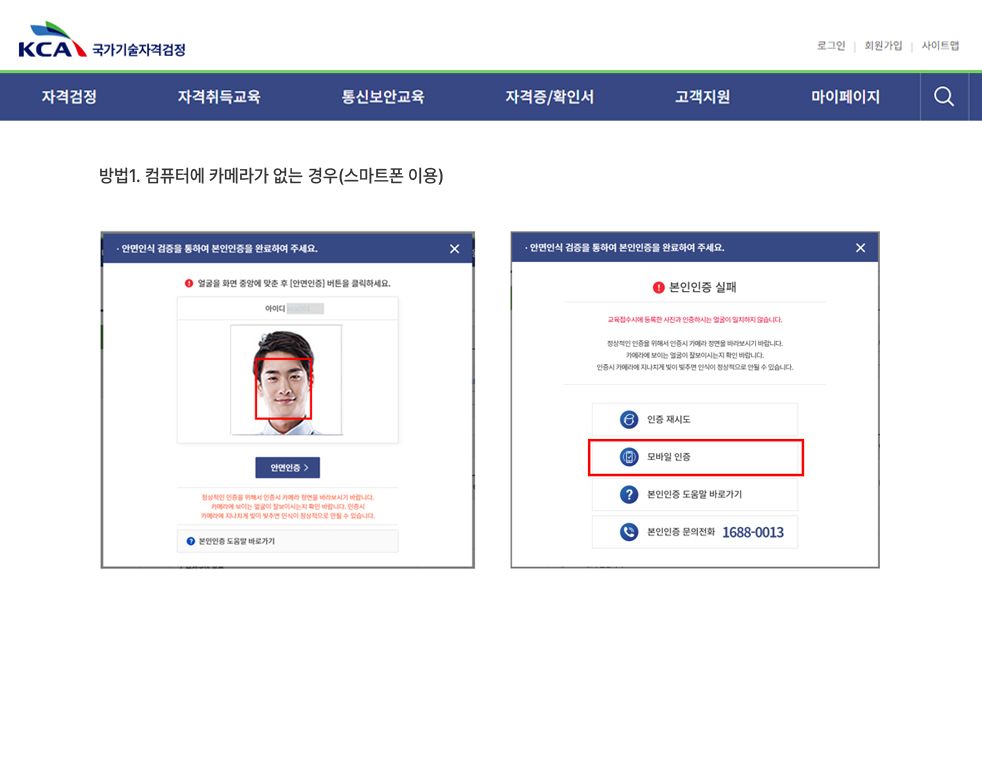 KCA 국가기술자격검정
로그인 | 회원가입 | 사이트맵
자격검정 자격취득교육 통신보안교육 자격증/확인서 고객지원 마이페이지
방법1. 컴퓨터에 카메라가 없는 경우(스마트폰 이용)
· 안면인식 검증을 통하여 본인인증을 완료하여 주세요.
얼굴을 화면 중앙에 맞춘 후 [안면인증] 버튼을 클릭하세요.
아이디
안면인증 >
정상적인 인증을 위해서 인증시 카메라 정면을 바라보시기 바랍니다.
카메라에 보이는 얼굴이 잘보이시는지 확인 바랍니다. 인증시
카메라에 지나치게 빛이 빛추면 인식이 정상적으로 안될 수 있습니다.
본인인증 도움말 바로가기
· 안면인식 검증을 통하여 본인인증을 완료하여 주세요.
본인인증 실패
교육접수시에 등록한 사진과 인증하시는 얼굴이 일치하지 않습니다.
정상적인 인증을 위해서 인증시 카메라 정면을 바라보시기 바랍니다.
카메라에 보이는 얼굴이 잘보이시는지 확인 바랍니다.
인증시 카메라에 지나치게 빛이 빛추면 인식이 정상적으로 안될 수 있습니다.
인증 재시도
모바일 인증
본인인증 도움말 바로가기
본인인증 문의전화 1688-0013